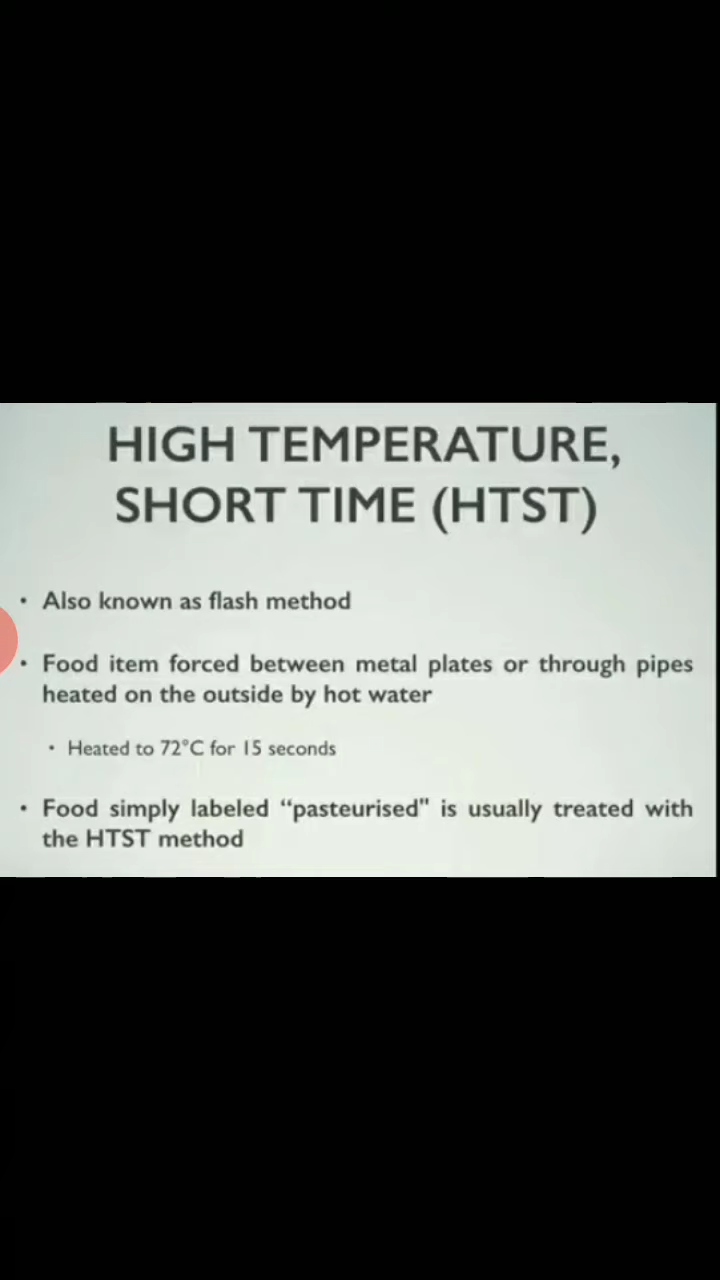 HIGH TEMPERATURE,
SHORT TIME (HTST)
• Also known as flash method
• Food item forced between metal plates or through pipes
heated on the outside by hot water
• Heated to 72°C for 15 seconds
• Food simply labeled “pasteurised" is usually treated with
the HTST method